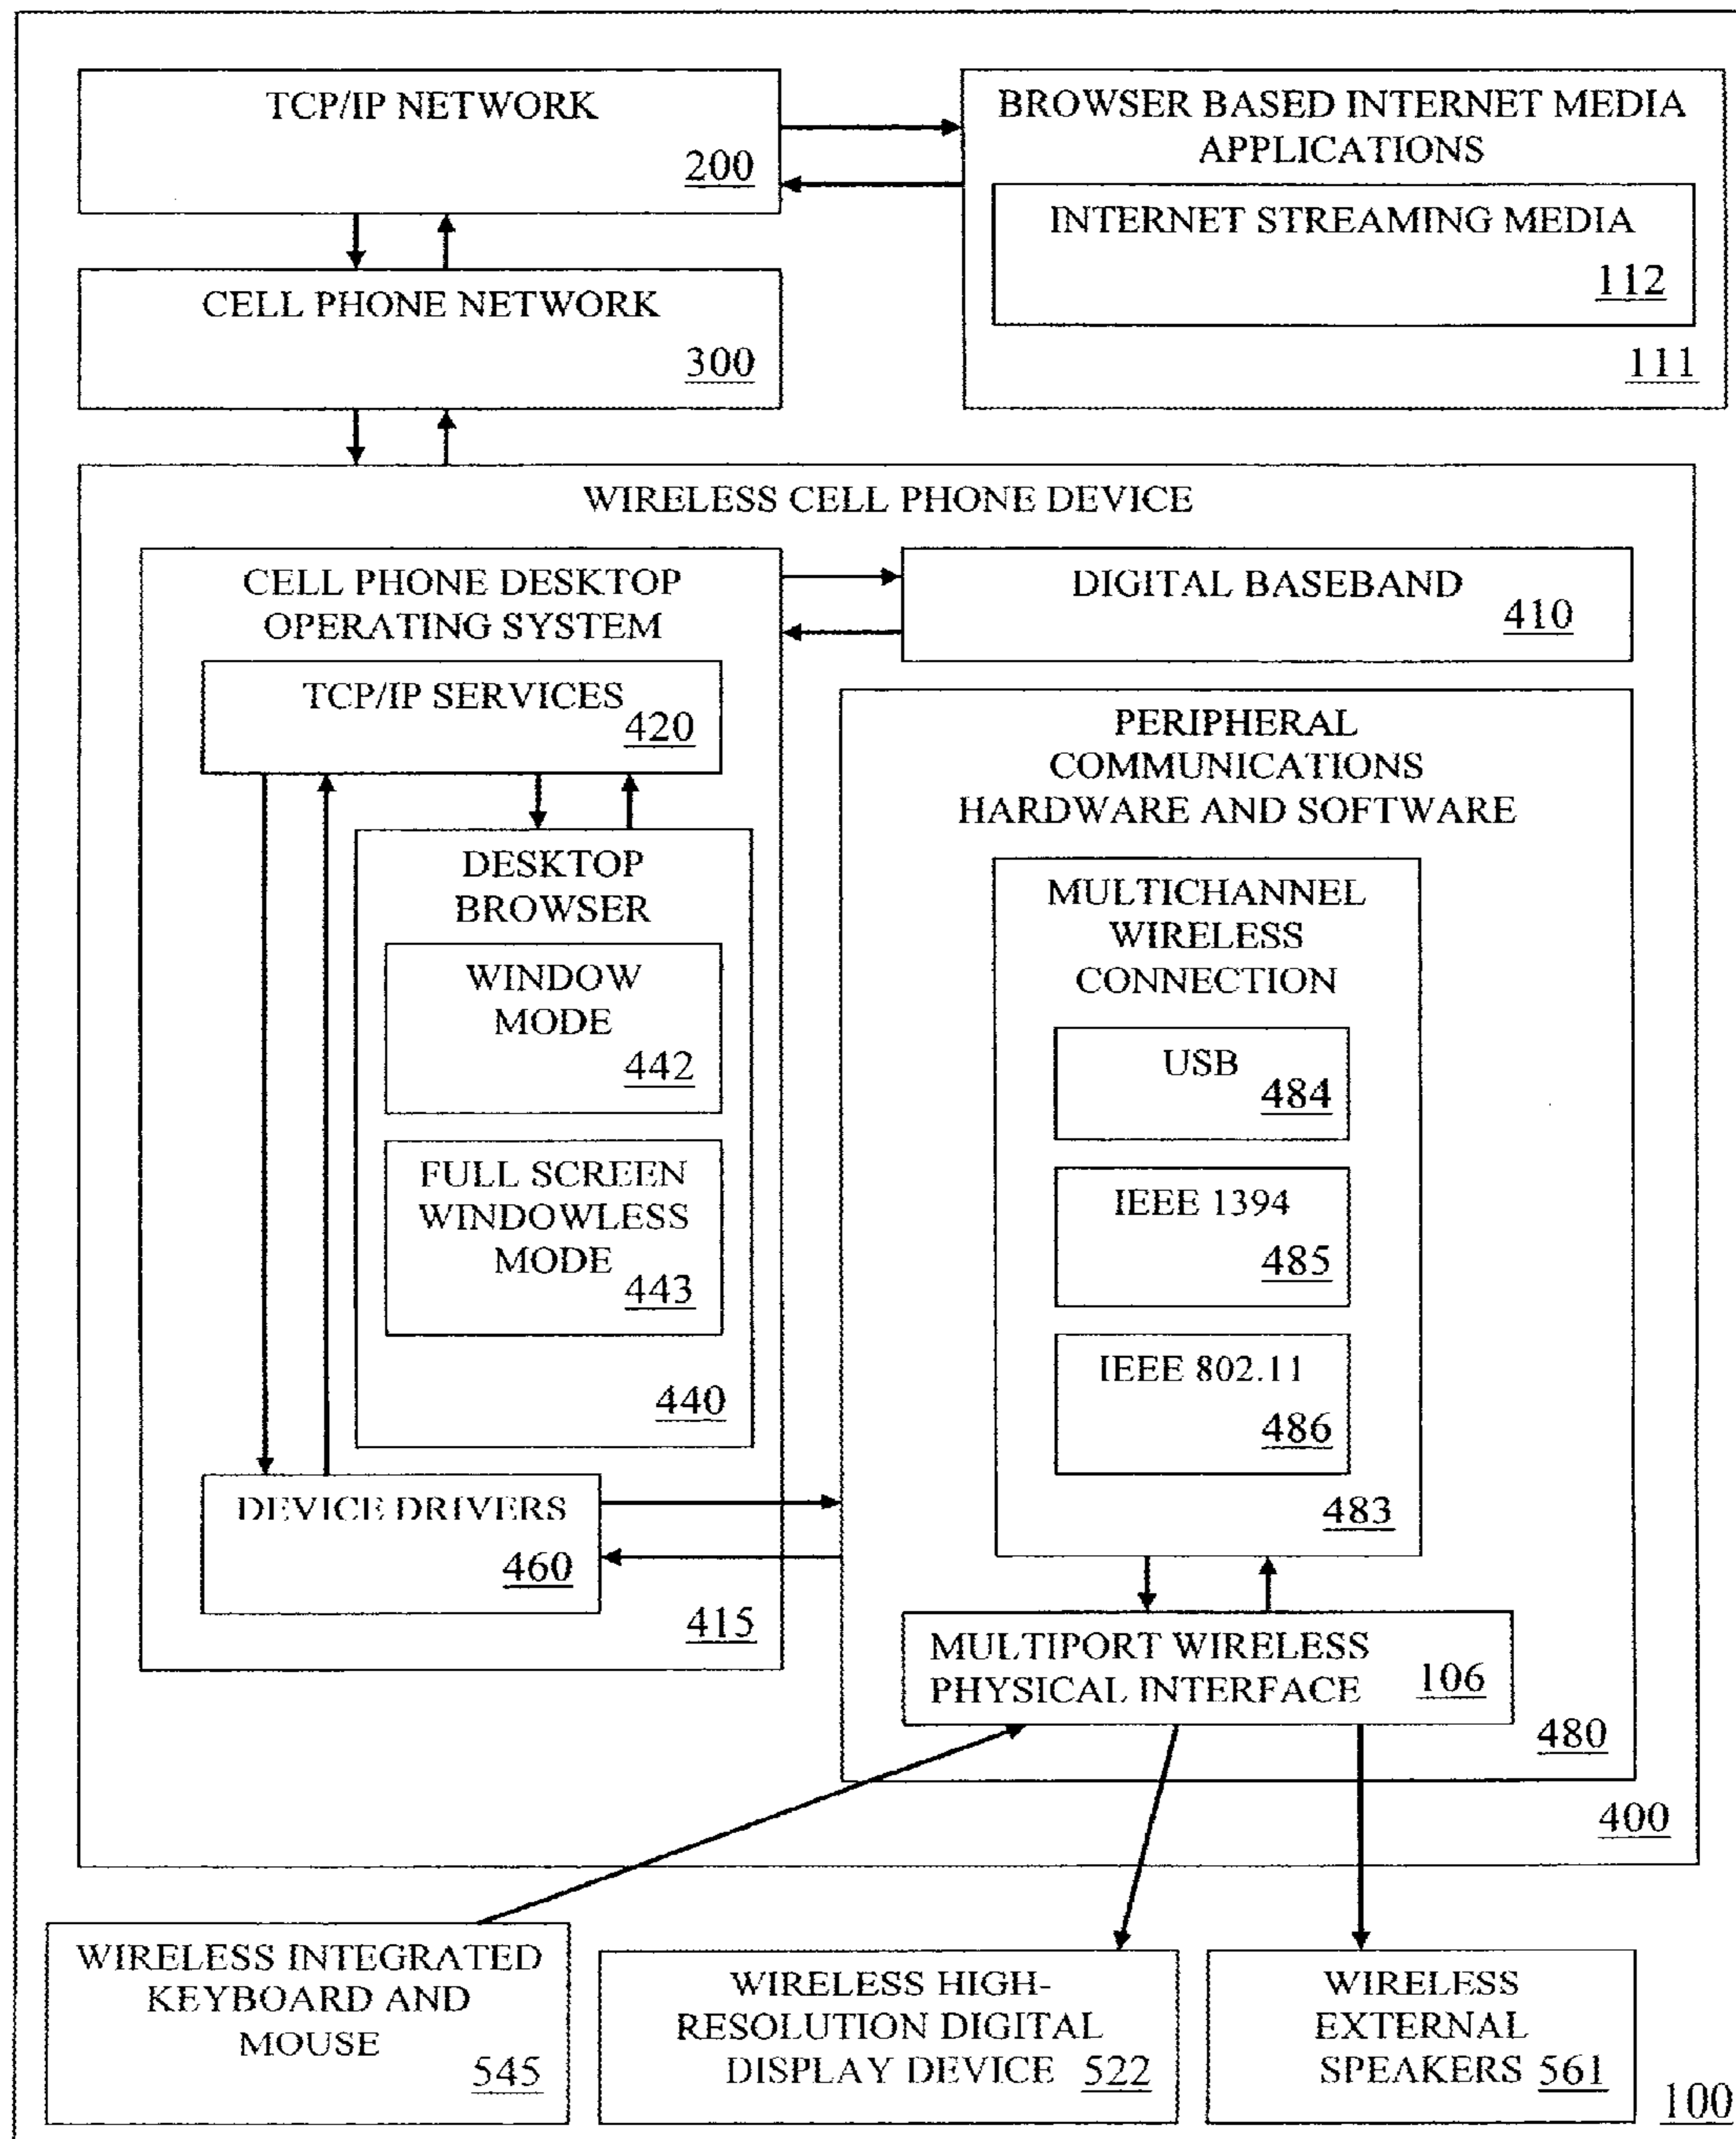 TCP/IP NETWORK
200
BROWSER BASED INTERNET MEDIA
APPLICATIONS
INTERNET STREAMING MEDIA
112
111
CELL PHONE NETWORK
300
WIRELESS CELL PHONE DEVICE
CELL PHONE DESKTOP
OPERATING SYSTEM
TCP/IP SERVICES
420
DESKTOP
BROWSER
WINDOW
MODE
442
FULL SCREEN
WINDOWLESS
MODE
443
440
DEVICE DRIVERS
460
415
DIGITAL BASEBAND
410
PERIPHERAL
COMMUNICATIONS
HARDWARE AND SOFTWARE
MULTICHANNEL
WIRELESS
CONNECTION
USB
484
IEEE 1394
485
IEEE 802.11
486
483
MULTIPORT WIRELESS
PHYSICAL INTERFACE
106
480
400
WIRELESS INTEGRATED
KEYBOARD AND
MOUSE
545
WIRELESS HIGH-
RESOLUTION DIGITAL
DISPLAY DEVICE 522
WIRELESS
EXTERNAL
SPEAKERS 561
100